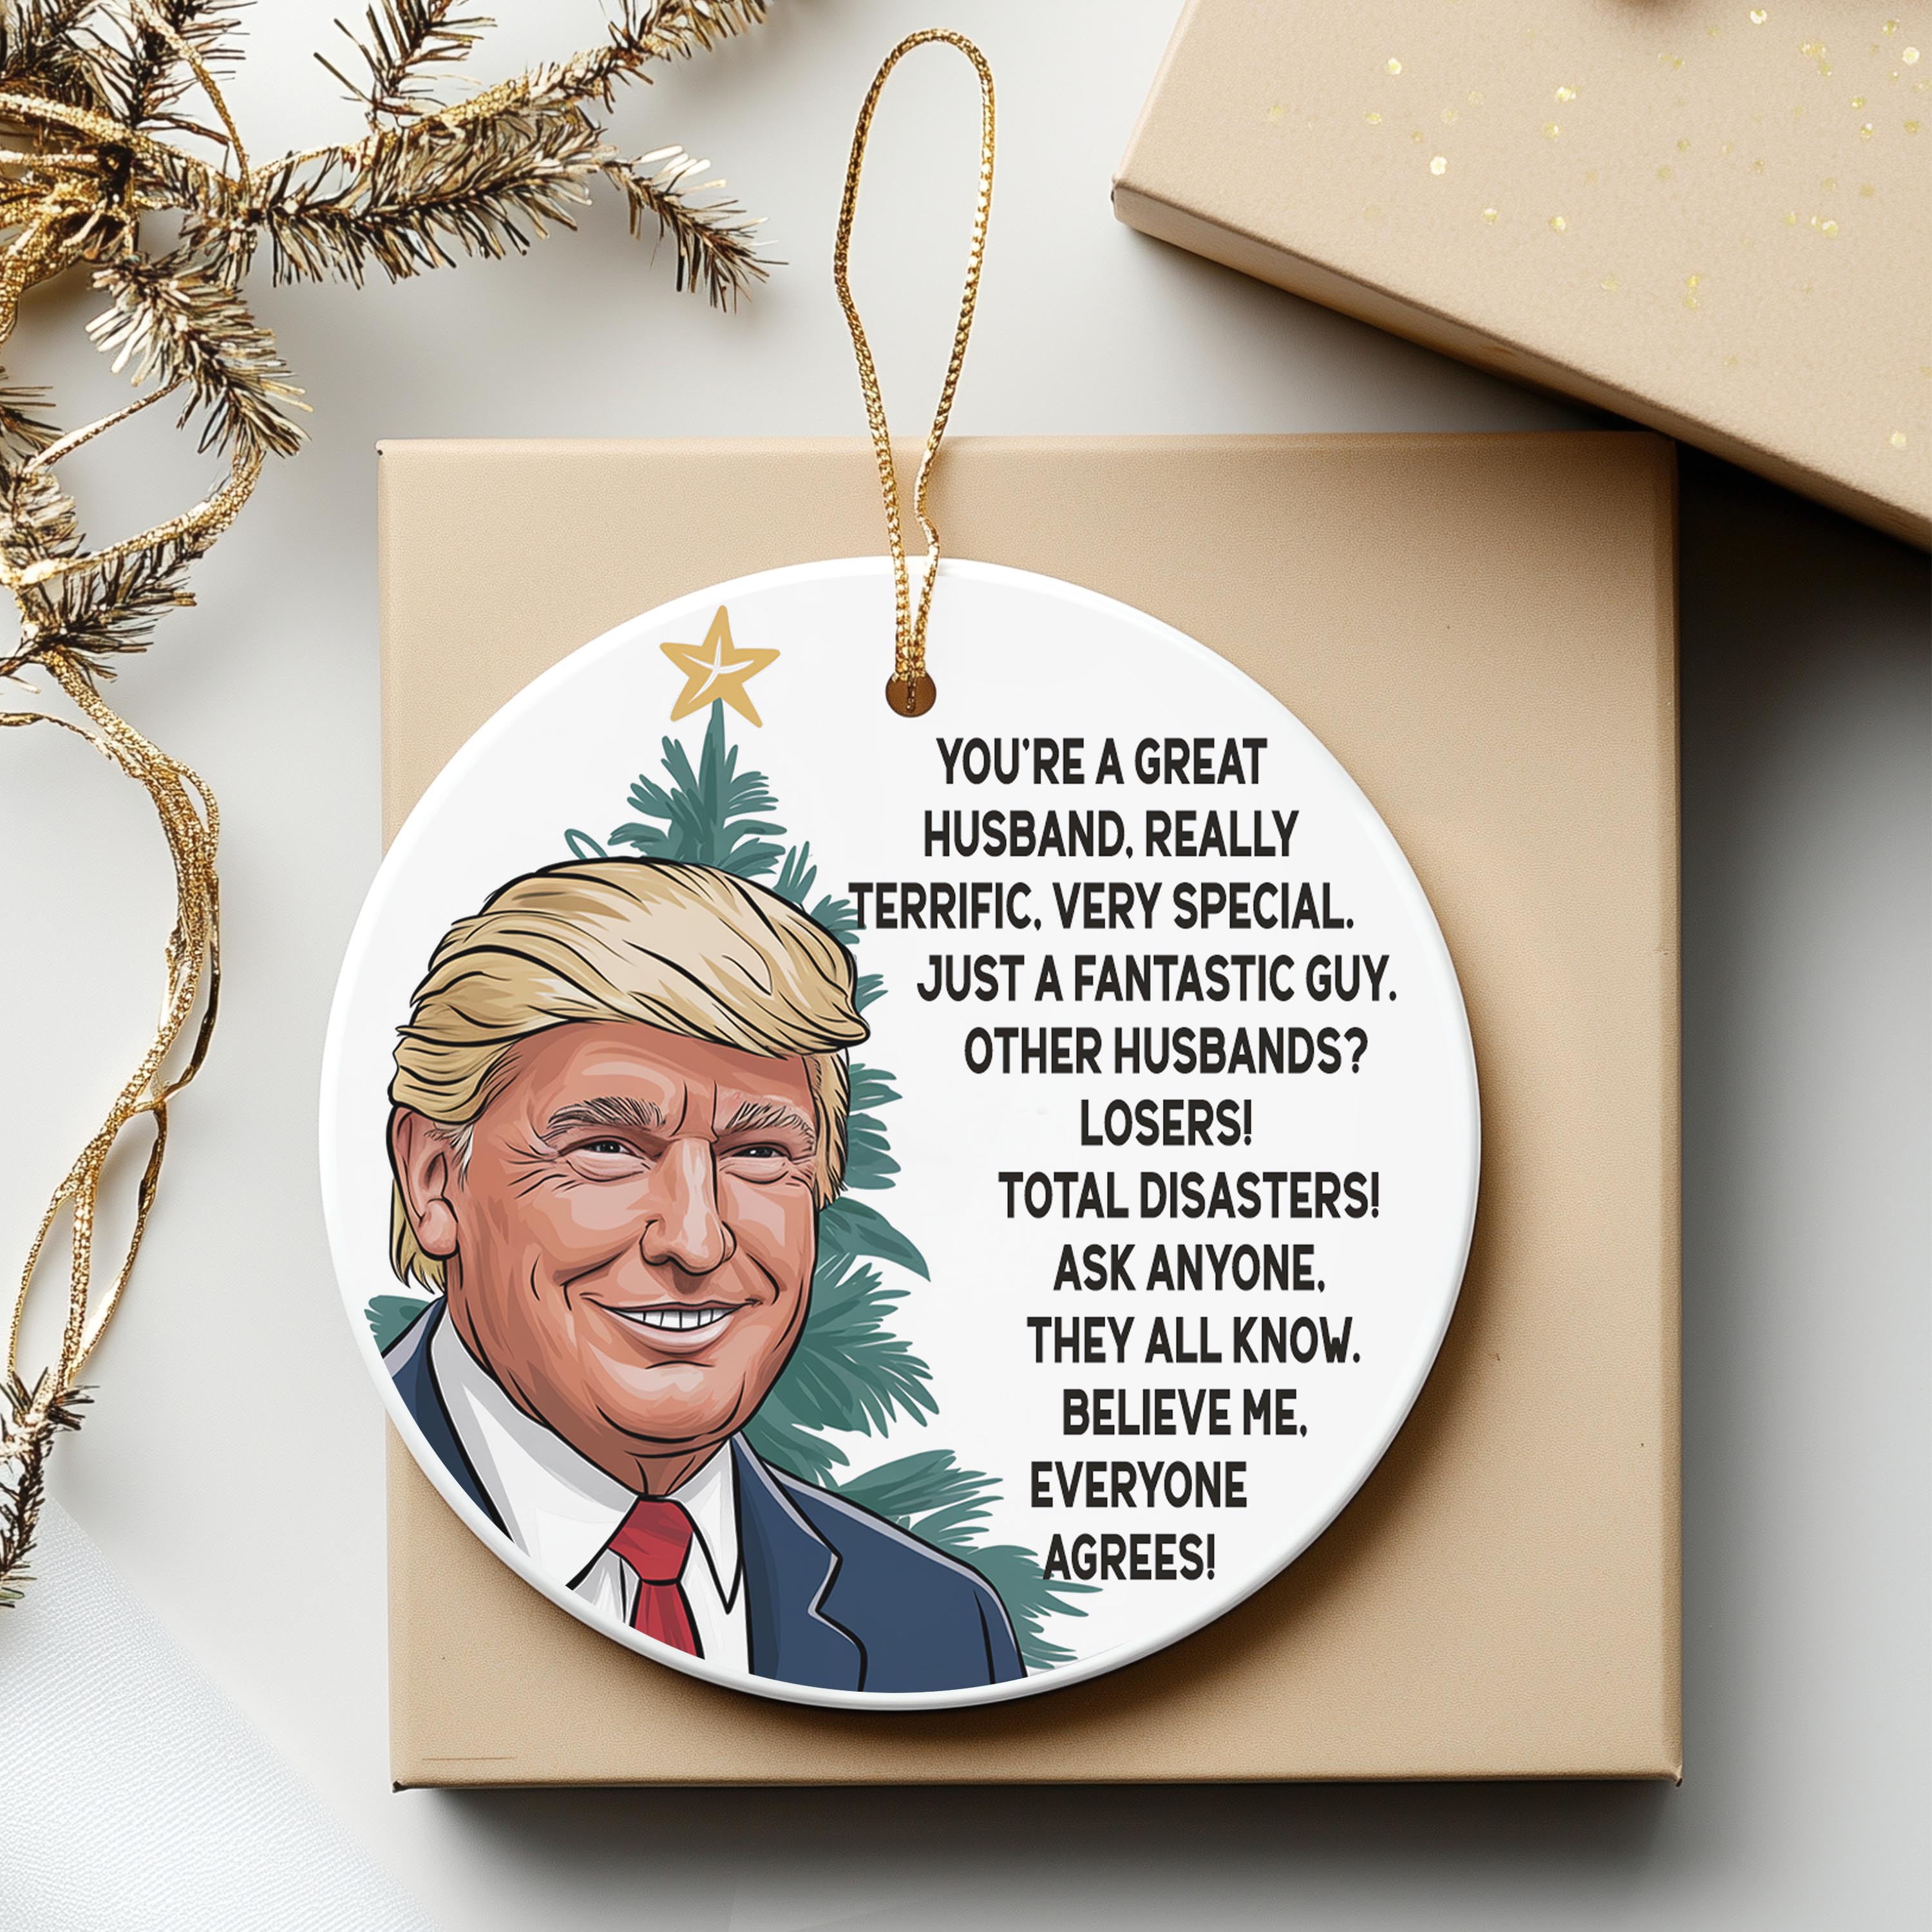 YOU'RE A GREAT
HUSBAND, REALLY
TERRIFIC, VERY SPECIAL.
JUST A FANTASTIC GUY.
OTHER HUSBANDS?
LOSERS!
TOTAL DISASTERS!
ASK ANYONE,
THEY ALL KNOW.
BELIEVE ME,
EVERYONE
AGREES!